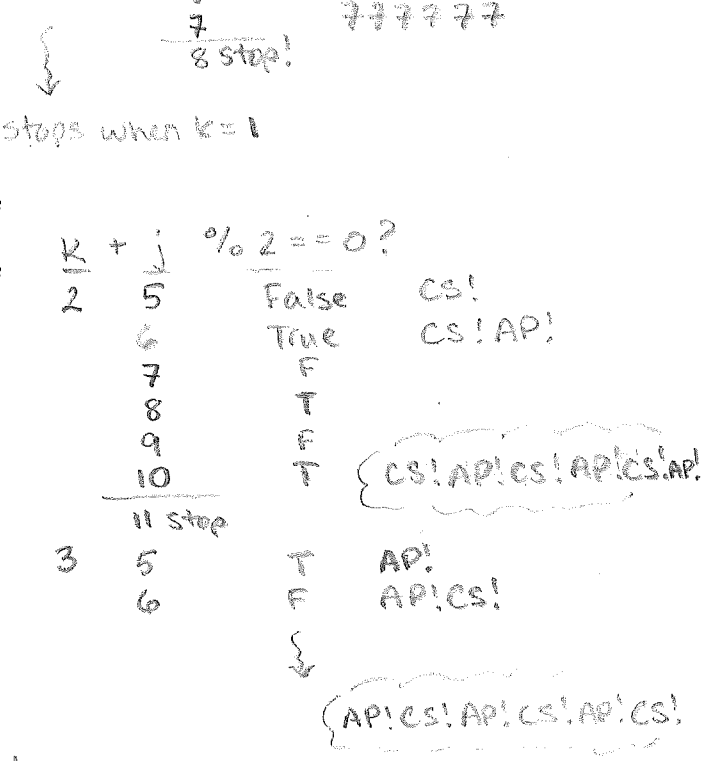 7 777777
8 stop!
stops when k = 1
K + j % 2 == 0?
2 5 False CS!
6 True CS!AP!
7 F
8 T
9 F
10 T CS!AP!CS!AP!CS!AP!
11 stop
3 5 T AP!
6 F AP!CS!
AP!CS!AP!CS!AP!CS!